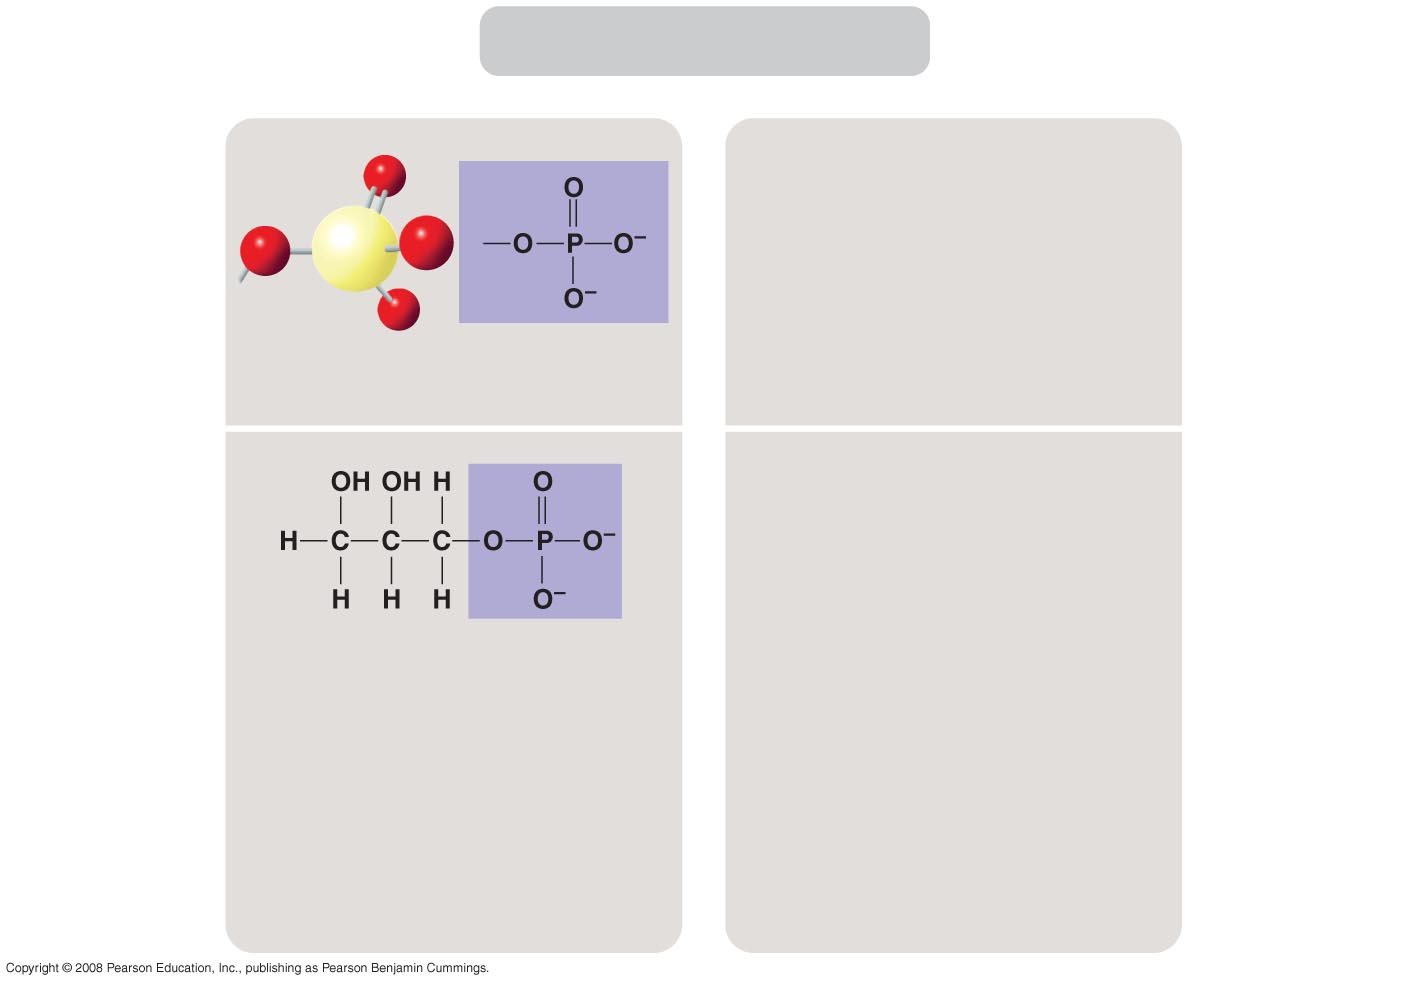 O
O P O−
O−
OH OH H
O
H C C C O P O−
H H H
O−
Copyright © 2008 Pearson Education, Inc., publishing as Pearson Benjamin Cummings.